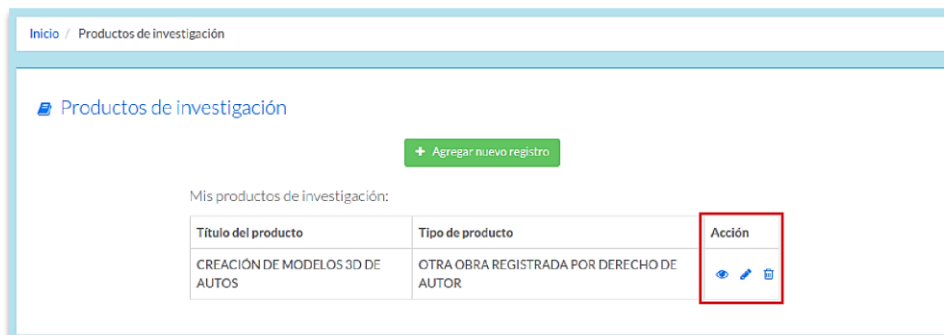 Inicio / Productos de investigación
Productos de investigación
+ Agregar nuevo registro
Mis productos de investigación:
Título del producto Tipo de producto Acción
CREACIÓN DE MODELOS 3D DE OTRA OBRA REGISTRADA POR DERECHO DE
AUTOS AUTOR